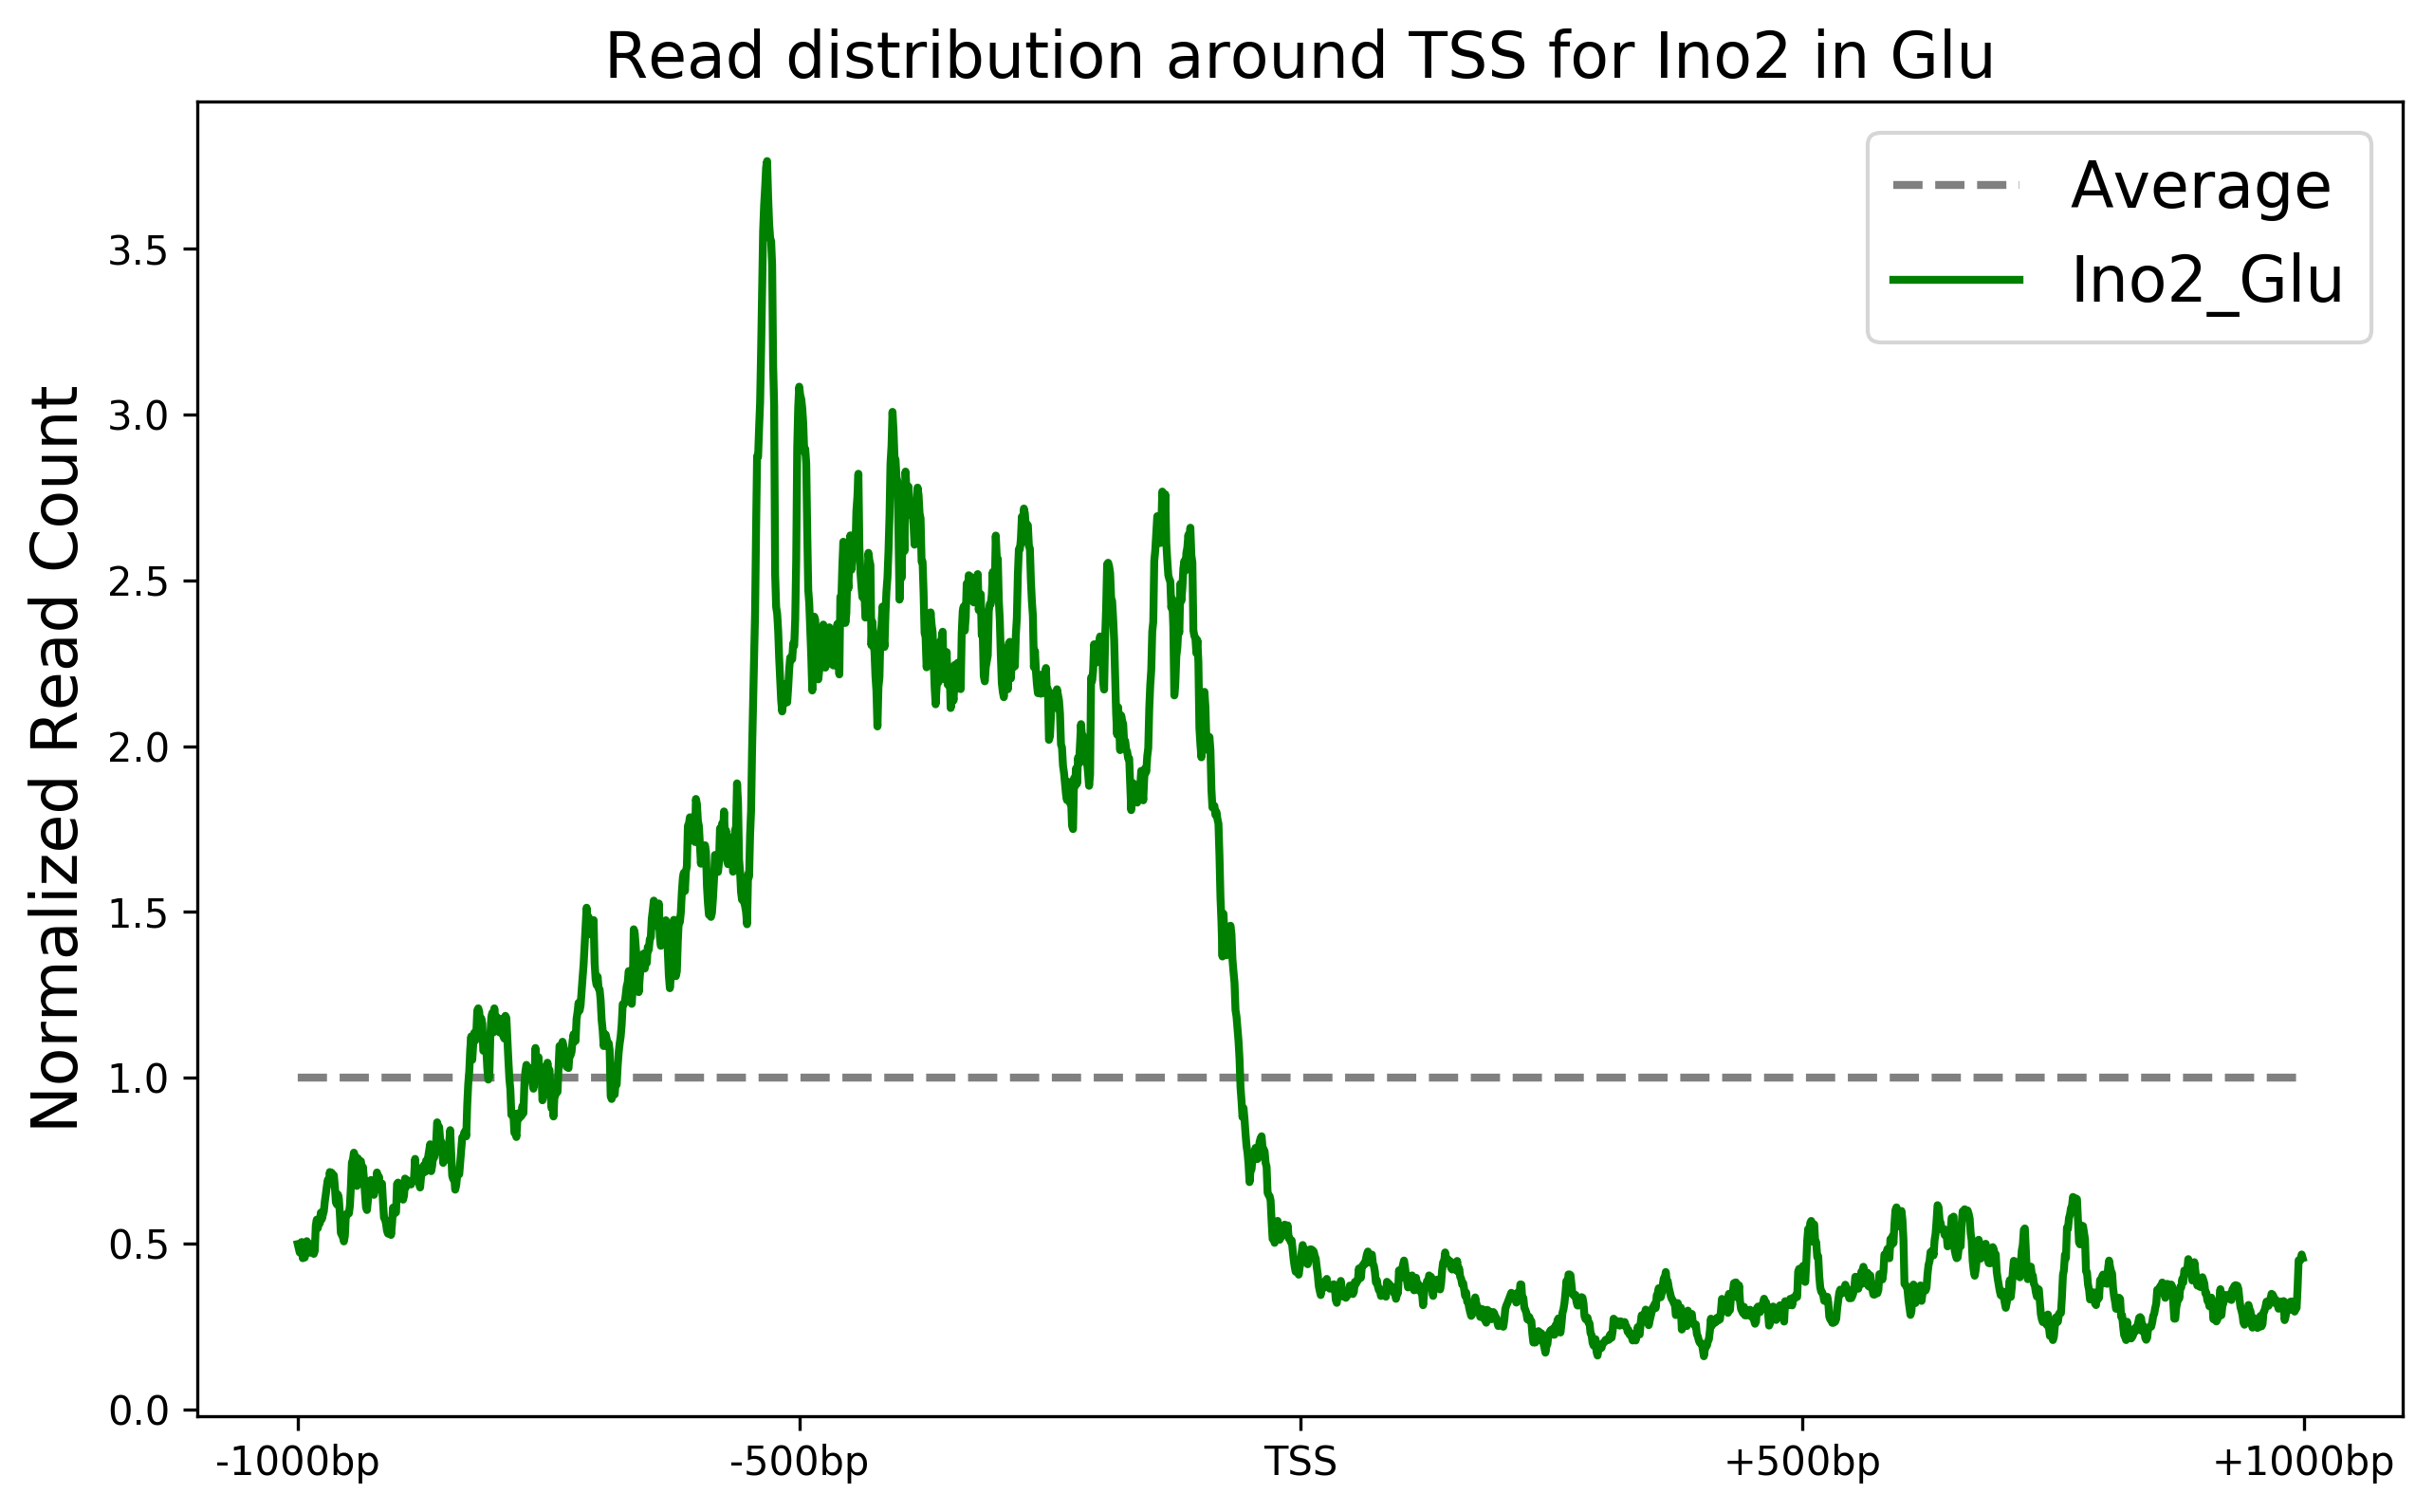 Read distribution around TSS for Ino2 in Glu
Average
Ino2_Glu
Normalized Read Count
3.5
3.0
2.5
2.0
1.5
1.0
0.5
0.0
-1000bp
-500bp
TSS
+500bp
+1000bp